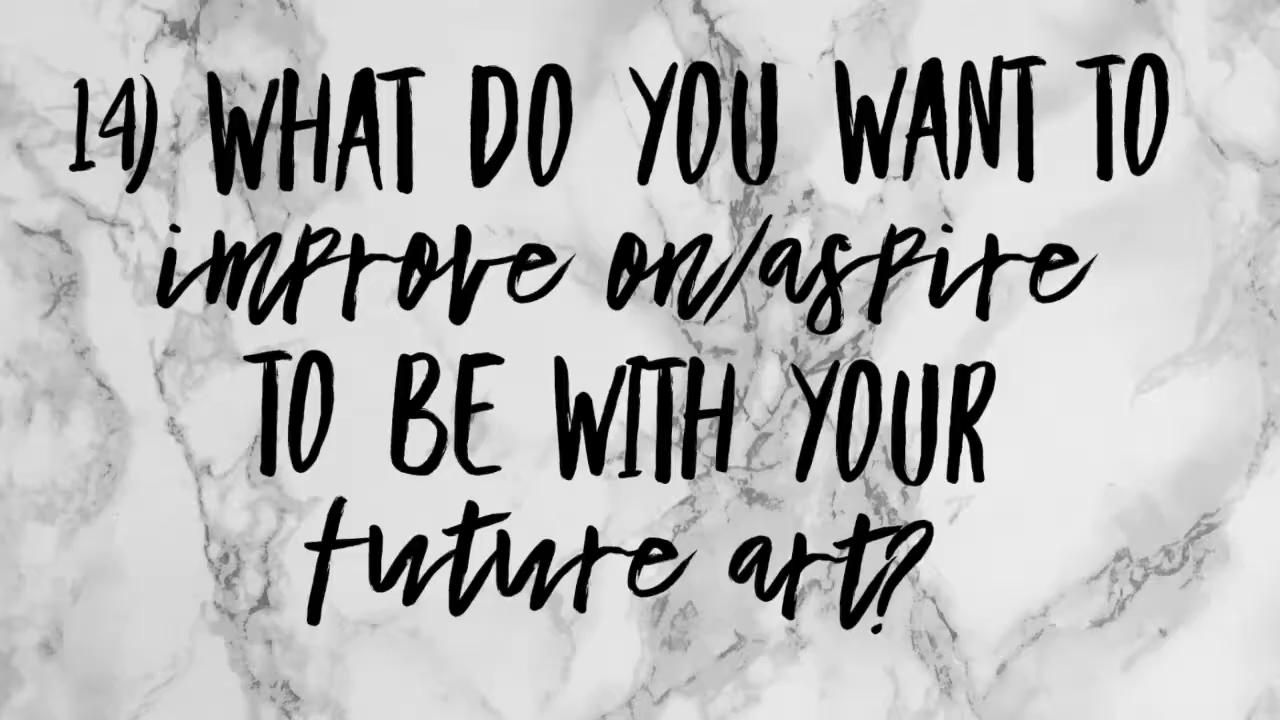 14) WHAT DO YOU WANT TO
improve on/aspire
TO BE WITH YOUR
future art?